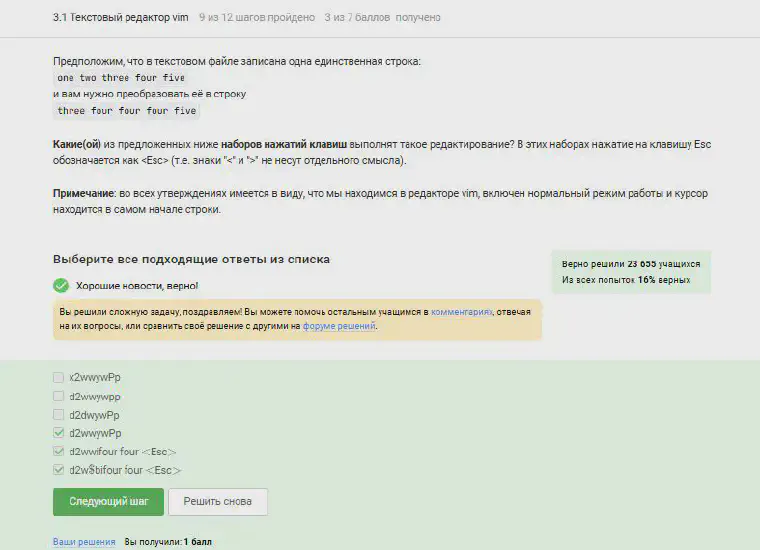 3.1 Текстовый редактор vim 9 из 12 шагов пройдено 3 из 7 баллов получено
Предположим, что в текстовом файле записана одна единственная строка:
one two three four five
и вам нужно преобразовать её в строку
three four four four five
Какие(ой) из предложенных ниже наборов нажатий клавиш выполнят такое редактирование? В этих наборах нажатие на клавишу Esc
обозначается как <Esc> (т.е. знаки "<" и ">" не несут отдельного смысла).
Примечание: во всех утверждениях имеется в виду, что мы находимся в редакторе vim, включен нормальный режим работы и курсор
находится в самом начале строки.
Выберите все подходящие ответы из списка
Верно решили 23 655 учащихся
Из всех попыток 16% верных
Хорошие новости, верно!
Вы решили сложную задачу, поздравляем! Вы можете помочь остальным учащимся в комментариях, отвечая
на их вопросы, или сравнить своё решение с другими на форуме решений.
x2wwywPp
d2wwywpp
d2dwywPp
d2wwywPp
d2wwifour four <Esc>
d2w$bifour four <Esc>
Следующий шаг Решить снова
Ваши решения Вы получили: 1 балл